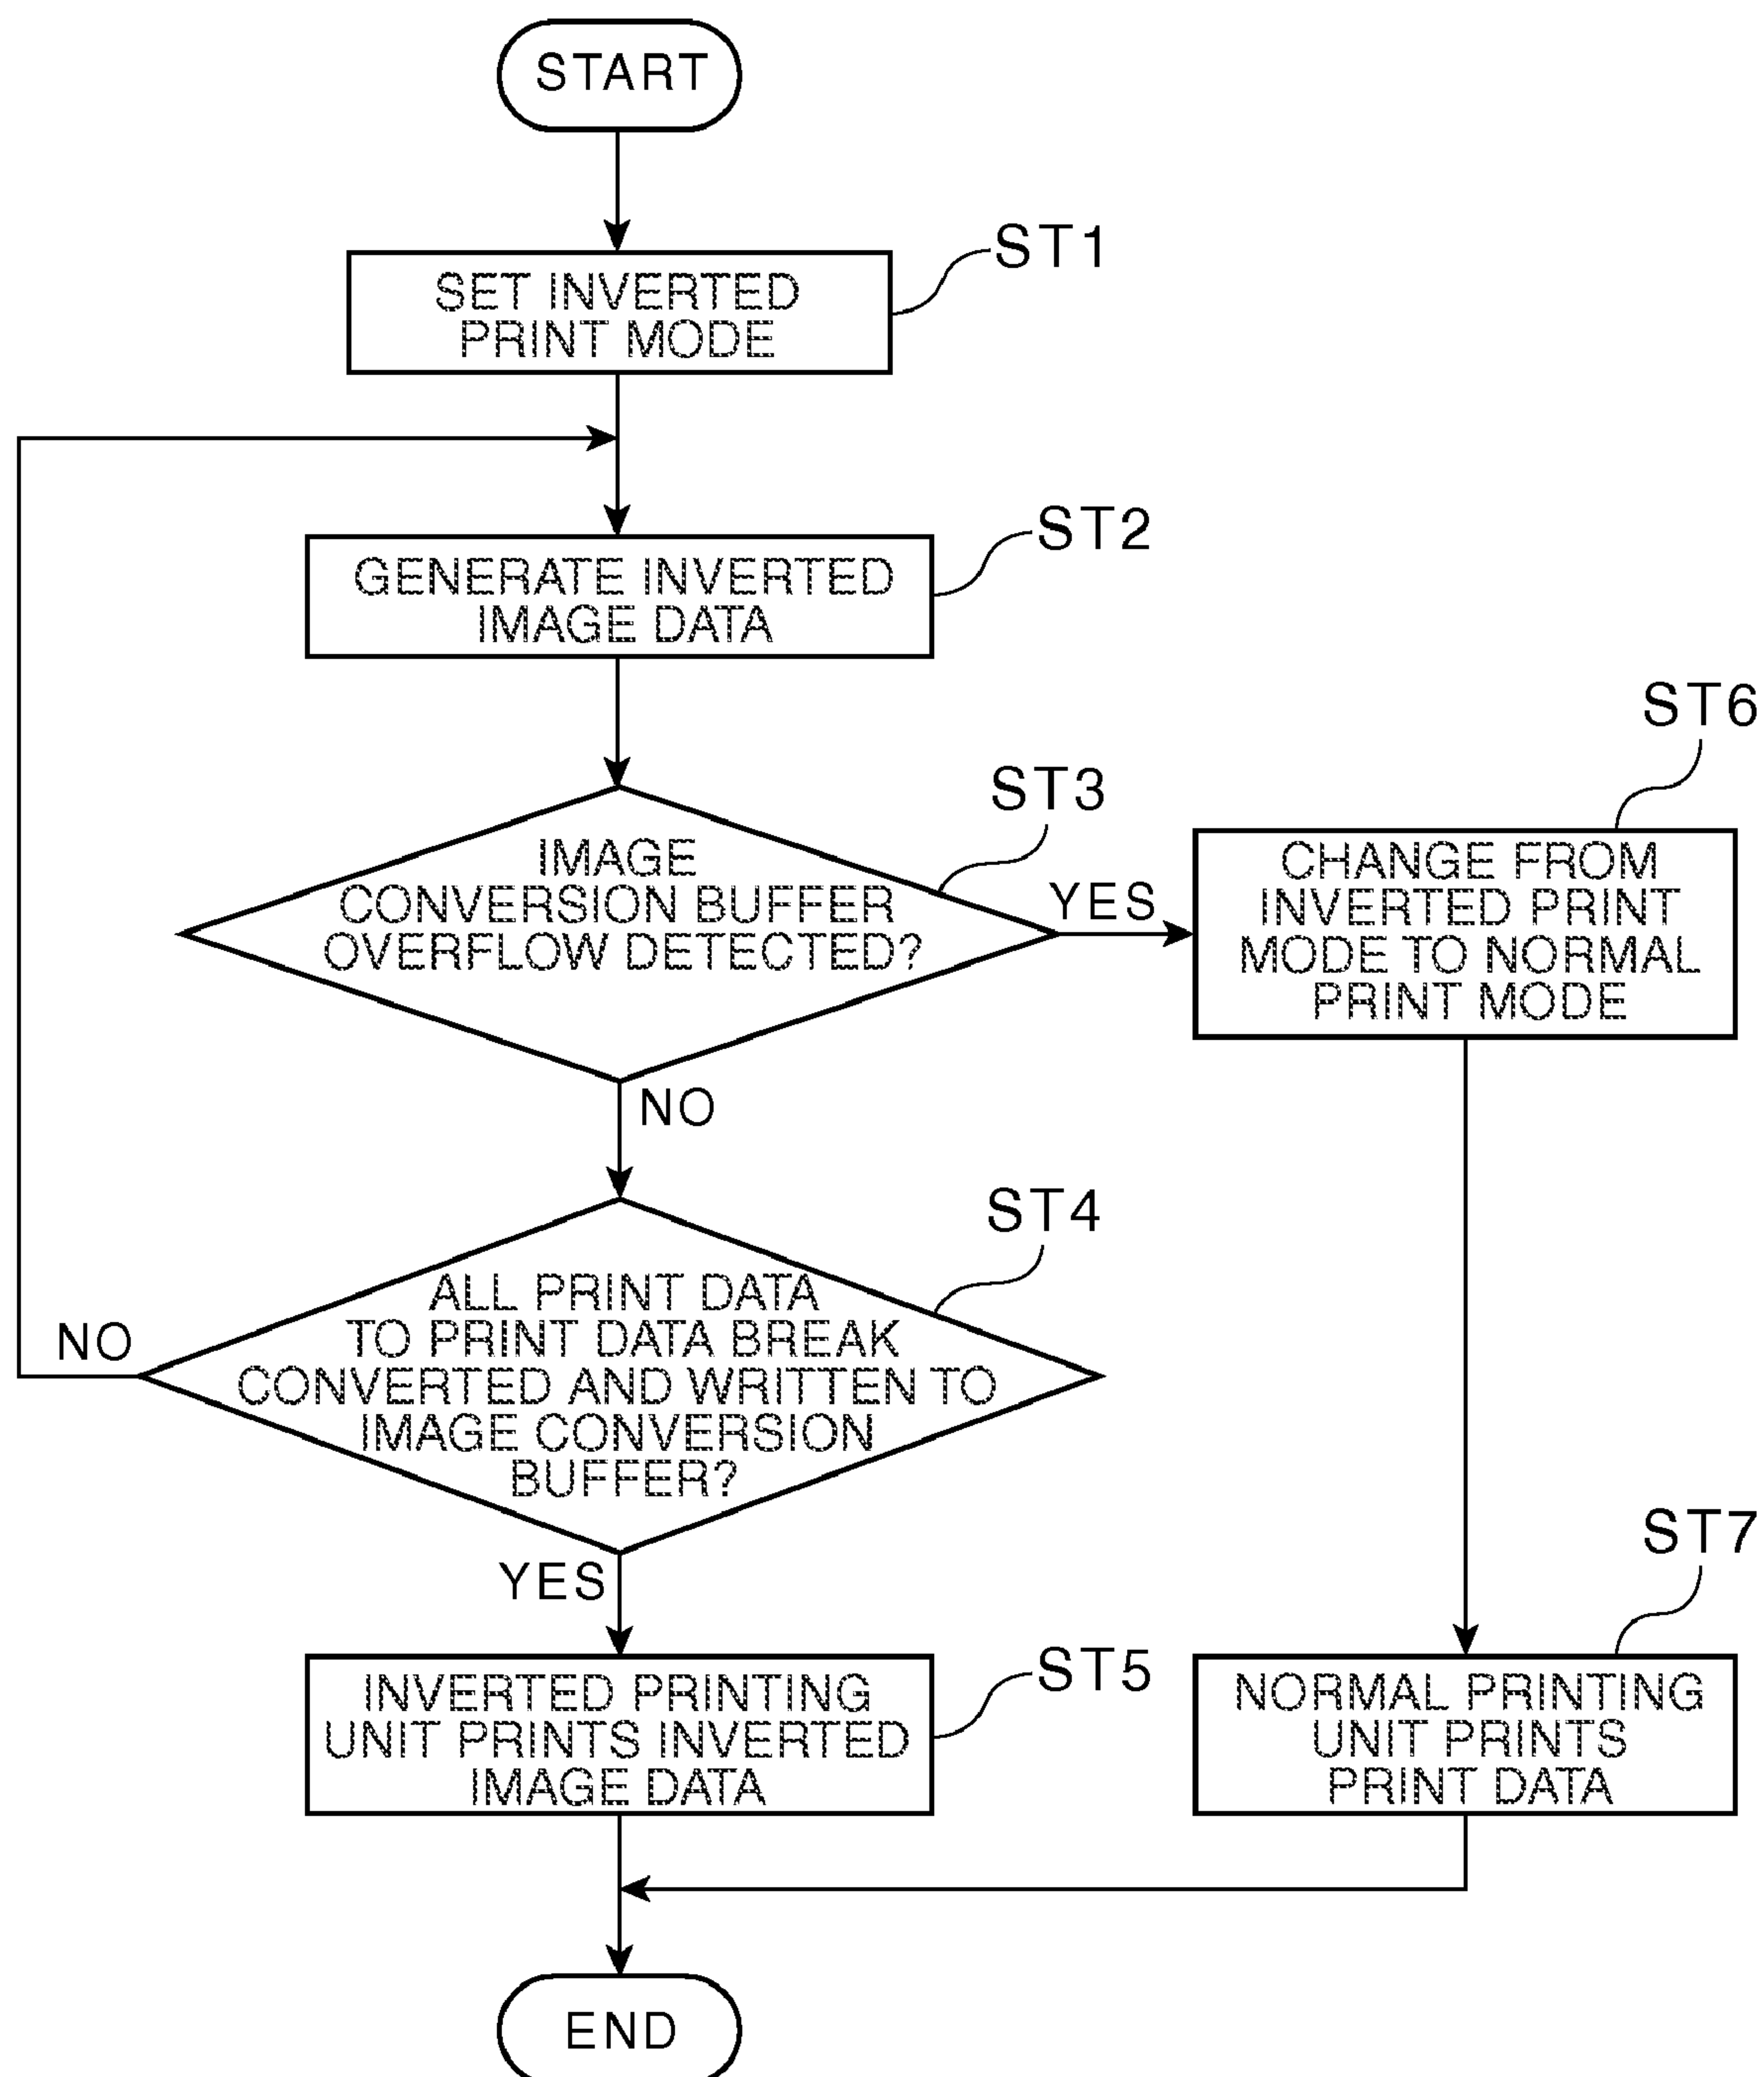 START
ST1
SET INVERTED
PRINT MODE
ST2
GENERATE INVERTED
IMAGE DATA
ST3
IMAGE
CONVERSION BUFFER
OVERFLOW DETECTED?
YES
ST6
CHANGE FROM
INVERTED PRINT
MODE TO NORMAL
PRINT MODE
NO
ST4
ALL PRINT DATA
TO PRINT DATA BREAK
CONVERTED AND WRITTEN TO
IMAGE CONVERSION
BUFFER?
NO
YES
ST5
INVERTED PRINTING
UNIT PRINTS INVERTED
IMAGE DATA
ST7
NORMAL PRINTING
UNIT PRINTS
PRINT DATA
END